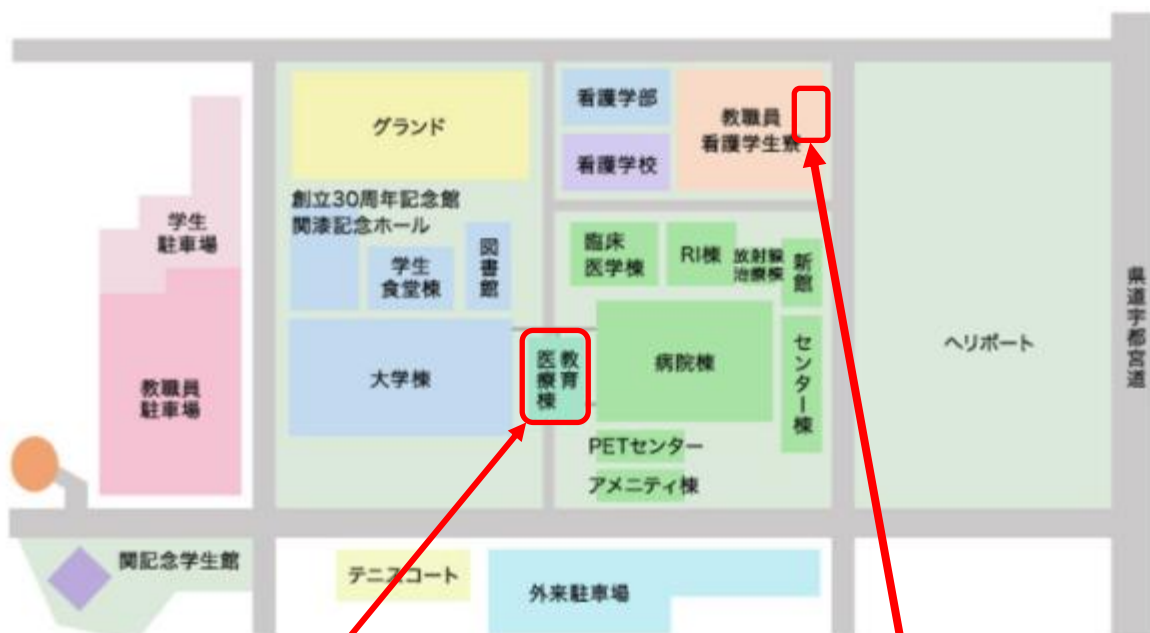 グランド
看護学部
教職員
看護学生寮
看護学校
創立30周年記念館
関湊記念ホール
図書館
学生
食堂棟
臨床
医学棟
RI棟
放射線
治療棟
新館
学生
駐車場
県道宇都宮道
ヘリポート
センター棟
病院棟
教育
医療棟
大学棟
教職員
駐車場
PETセンター
アメニティ棟
関記念学生館
テニスコート
外来駐車場